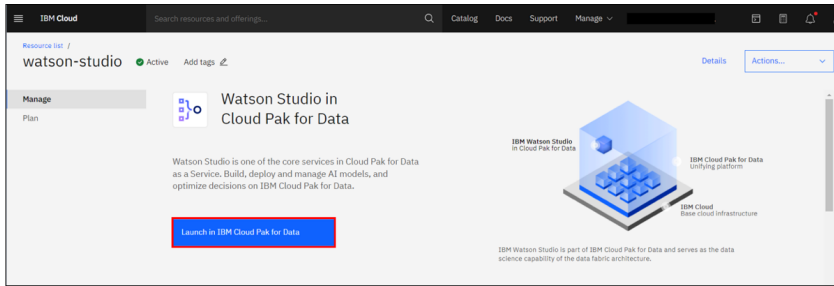 IBM Cloud
Search resources and offerings...
Catalog
Docs
Support
Manage
Resource list /
watson-studio
Active
Add tags
Details
Actions...
Manage
Plan
Watson Studio in
Cloud Pak for Data
Watson Studio is one of the core services in Cloud Pak for Data
as a Service. Build, deploy and manage AI models, and
optimize decisions on IBM Cloud Pak for Data.
Launch in IBM Cloud Pak for Data
IBM Watson Studio
in Cloud Pak for Data
IBM Cloud Pak for Data
Unifying platform
IBM Cloud
Base cloud infrastructure
IBM Watson Studio is part of IBM Cloud Pak for Data and serves as the data
science capability of the data fabric architecture.